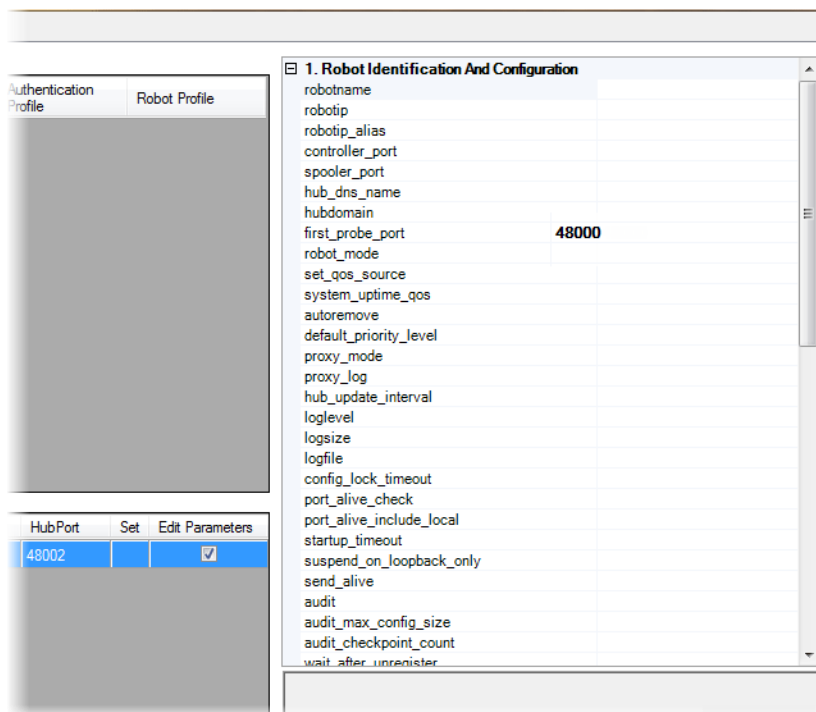 Authentication
Profile
Robot Profile
HubPort Set Edit Parameters
48002
1. Robot Identification And Configuration
robotname
robotip
robotip_alias
controller_port
spooler_port
hub_dns_name
hubdomain
first_probe_port 48000
robot_mode
set_qos_source
system_uptime_qos
autoremove
default_priority_level
proxy_mode
proxy_log
hub_update_interval
loglevel
logsize
logfile
config_lock_timeout
port_alive_check
port_alive_include_local
startup_timeout
suspend_on_loopback_only
send_alive
audit
audit_max_config_size
audit_checkpoint_count
wait_after_unregister